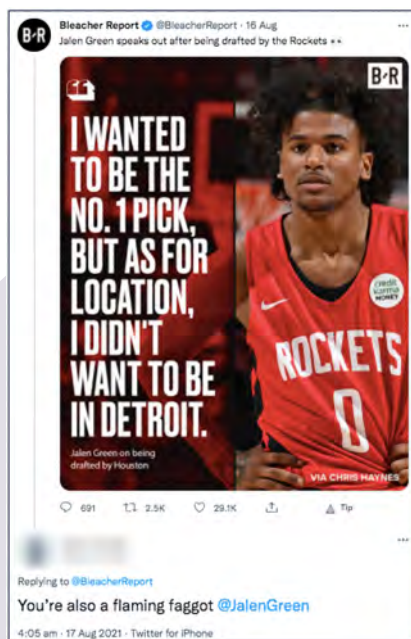 Bleacher Report @BleacherReport · 16 Aug
Jalen Green speaks out after being drafted by the Rockets 👀
B/R
B/R
I WANTED
TO BE THE
NO. 1 PICK,
BUT AS FOR
LOCATION,
I DIDN'T
WANT TO BE
IN DETROIT.
Jalen Green on being
drafted by Houston
credit karma MONEY
ROCKETS
0
VIA CHRIS HAYNES
691 2.5K 29.1K Tip
Replying to @BleacherReport
You're also a flaming faggot @JalenGreen
4:05 am · 17 Aug 2021 · Twitter for iPhone